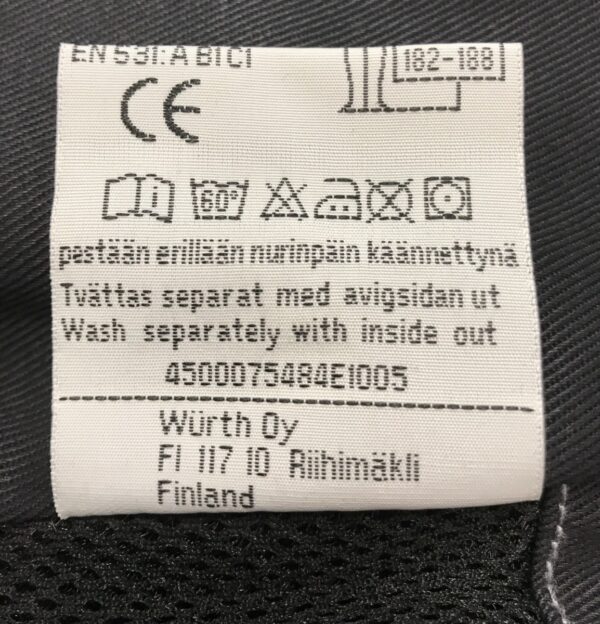 EN 531: A B1 C1
182-188
CE
i 60°
pestään erillään nurinpäin käännettynä
Tvättas separat med avigsidan ut
Wash separately with inside out
4500075484E1005
Würth Oy
FI 117 10 Riihimäkli
Finland